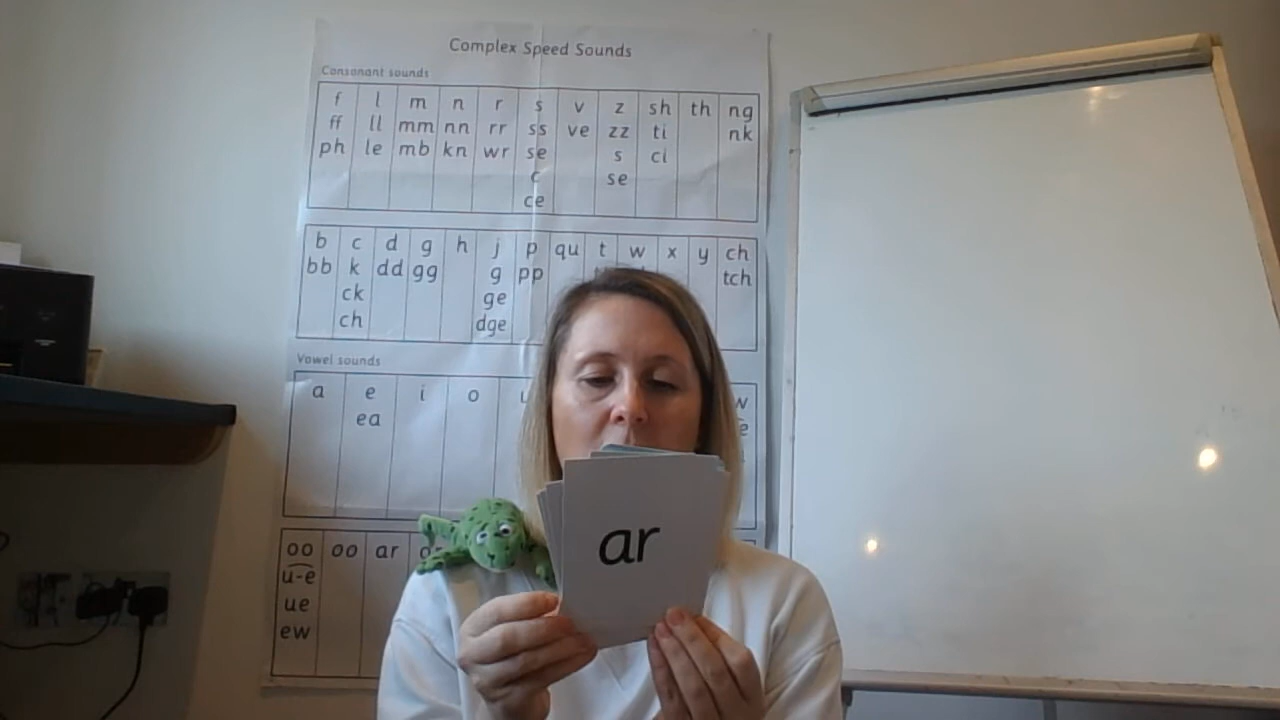 Complex Speed Sounds
Consonant sounds
f l m n r s v z sh th ng
ff ll mm nn rr ss ve zz ti nk
ph le mb kn wr se s ci
c se
ce
b c d g h j p qu t w x y ch
bb k dd gg g pp tch
ck ge
ch dge
Vowel sounds
a e i o
ea
oo oo ar
u-e
ue
ew
ar